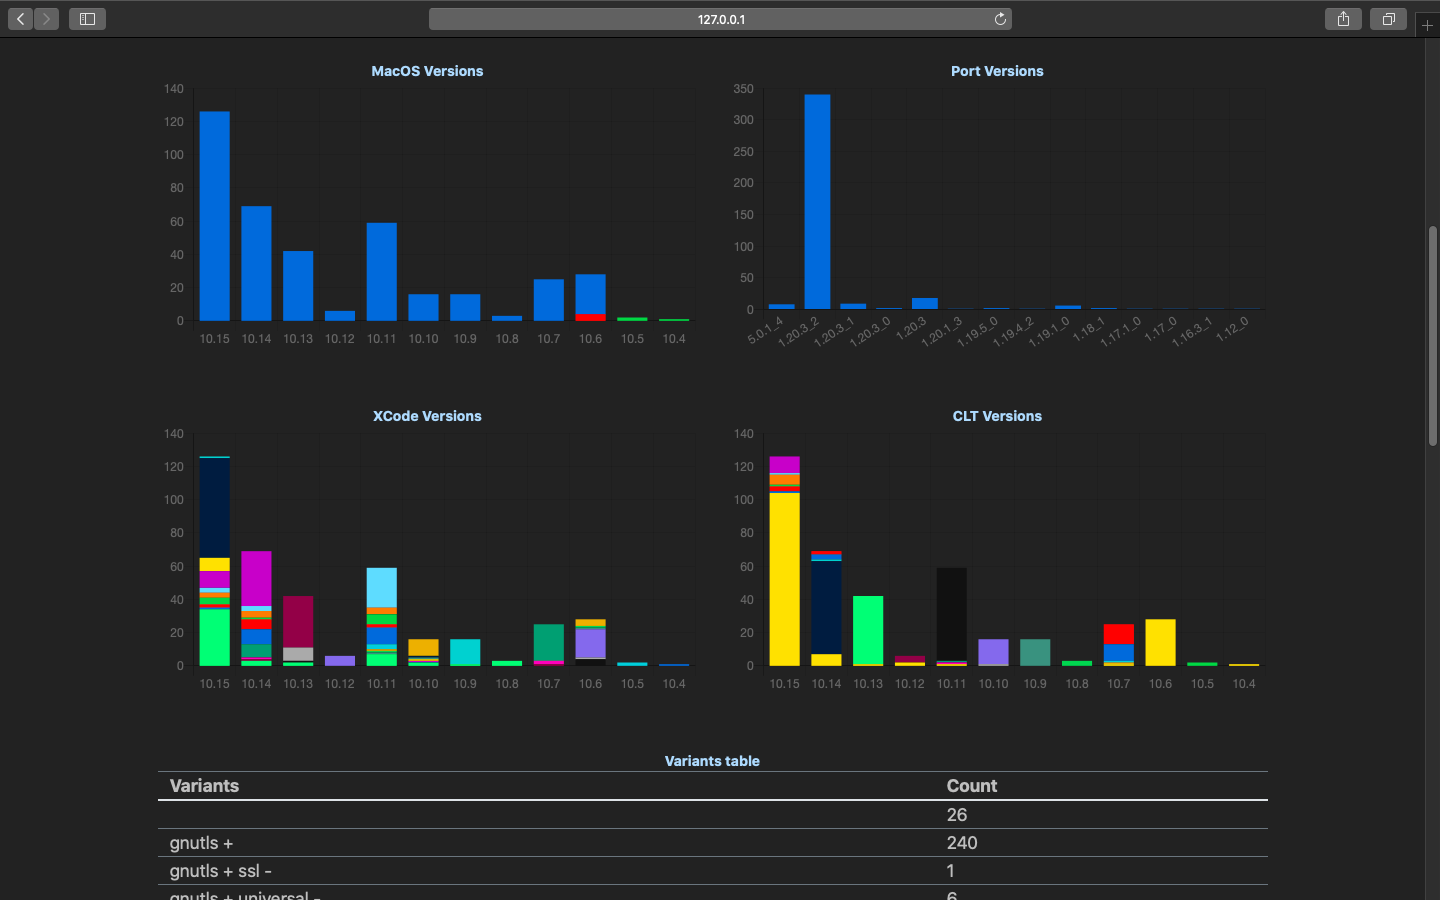 127.0.0.1
MacOS Versions
140
120
100
80
60
40
20
0
10.15 10.14 10.13 10.12 10.11 10.10 10.9 10.8 10.7 10.6 10.5 10.4
Port Versions
350
300
250
200
150
100
50
0
5.0.1_4 1.20.3_2 1.20.3_1 1.20.3_0 1.20.3 1.20.1_3 1.19.5_0 1.19.4_2 1.19.1_0 1.18_1 1.17.1_0 1.17_0 1.16.3_1 1.12_0
XCode Versions
140
120
100
80
60
40
20
0
10.15 10.14 10.13 10.12 10.11 10.10 10.9 10.8 10.7 10.6 10.5 10.4
CLT Versions
140
120
100
80
60
40
20
0
10.15 10.14 10.13 10.12 10.11 10.10 10.9 10.8 10.7 10.6 10.5 10.4
Variants table
Variants Count
26
gnutls + 240
gnutls + ssl - 1
gnutls + universal - 6